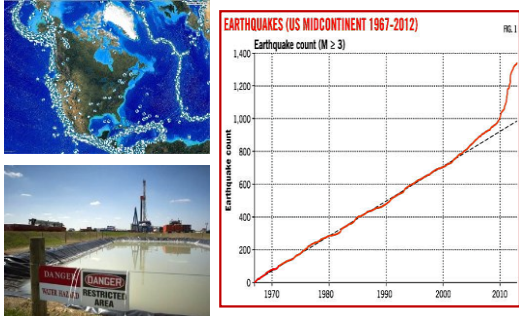 EARTHQUAKES (US MIDCONTINENT 1967-2012)
FIG. 1
Earthquake count (M ≥ 3)
1,400
1,200
1,000
800
600
400
200
0
Earthquake count
1970
1980
1990
2000
2010
DANGER
WATER HAZARD
DANGER
RESTRICTED
AREA